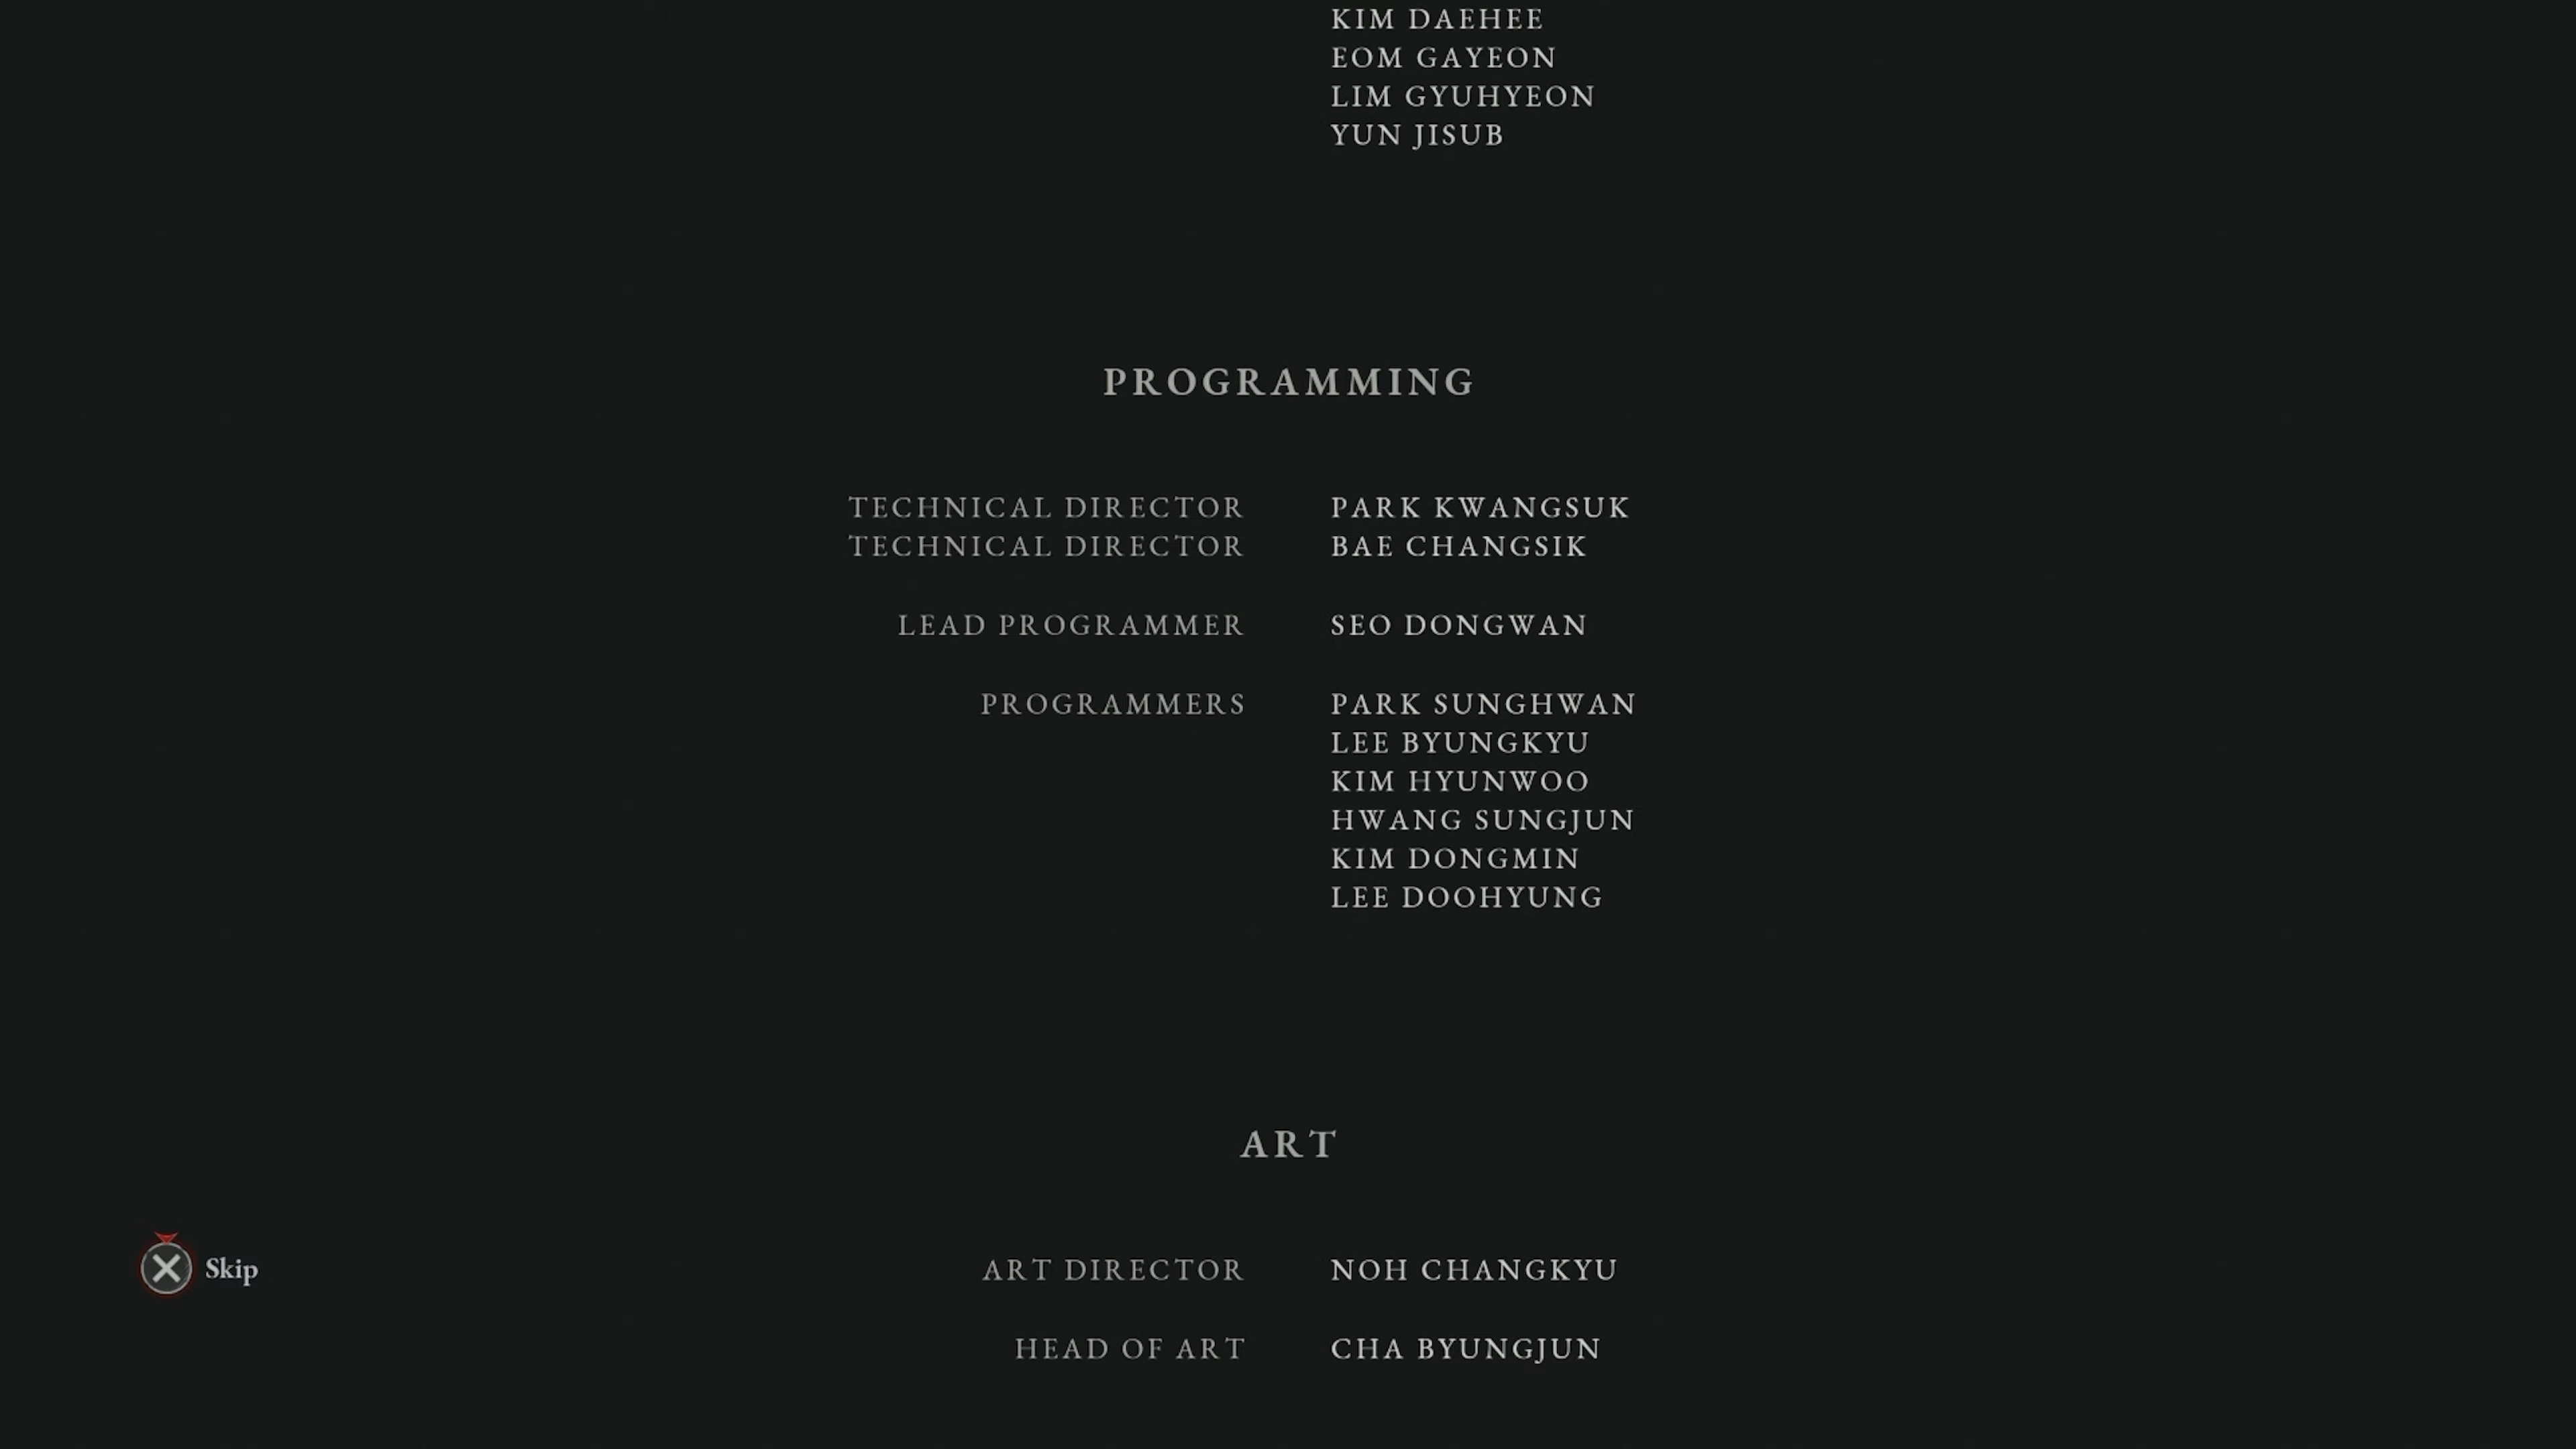 KIM DAEHEE
EOM GAYEON
LIM GYUHYEON
YUN JISUB
PROGRAMMING
TECHNICAL DIRECTOR PARK KWANGSUK
TECHNICAL DIRECTOR BAE CHANGSIK
LEAD PROGRAMMER SEO DONGWAN
PROGRAMMERS PARK SUNGHWAN
LEE BYUNGKYU
KIM HYUNWOO
HWANG SUNGJUN
KIM DONGMIN
LEE DOOHYUNG
ART
Skip
ART DIRECTOR NOH CHANGKYU
HEAD OF ART CHA BYUNGJUN